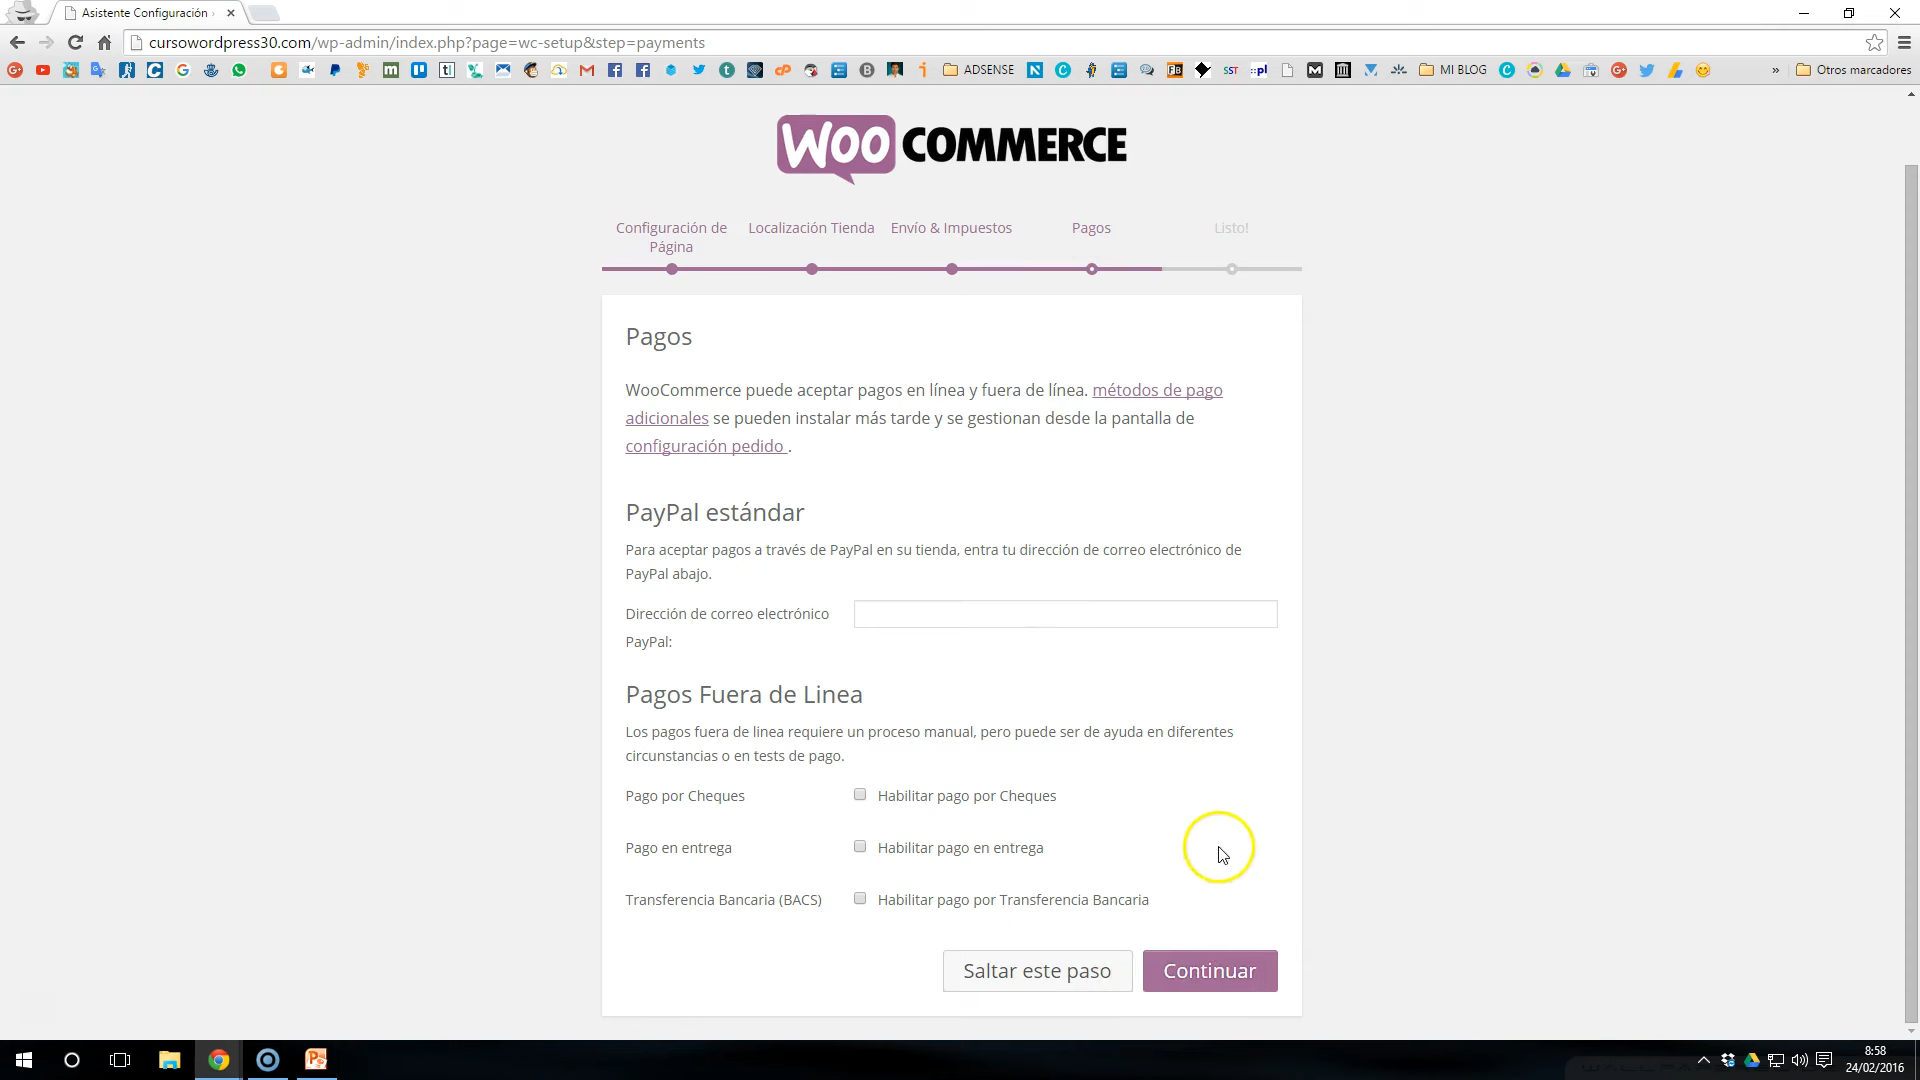 Asistente Configuración
cursowordpress30.com/wp-admin/index.php?page=wc-setup&step=payments
ADSENSE
MI BLOG
» Otros marcadores
WOO COMMERCE
Configuración de Página
Localización Tienda
Envío & Impuestos
Pagos
Listo!
Pagos
WooCommerce puede aceptar pagos en línea y fuera de línea. métodos de pago
adicionales se pueden instalar más tarde y se gestionan desde la pantalla de
configuración pedido .
PayPal estándar
Para aceptar pagos a través de PayPal en su tienda, entra tu dirección de correo electrónico de
PayPal abajo.
Dirección de correo electrónico
PayPal:
Pagos Fuera de Linea
Los pagos fuera de linea requiere un proceso manual, pero puede ser de ayuda en diferentes
circunstancias o en tests de pago.
Pago por Cheques Habilitar pago por Cheques
Pago en entrega Habilitar pago en entrega
Transferencia Bancaria (BACS) Habilitar pago por Transferencia Bancaria
Saltar este paso Continuar
8:58
24/02/2016